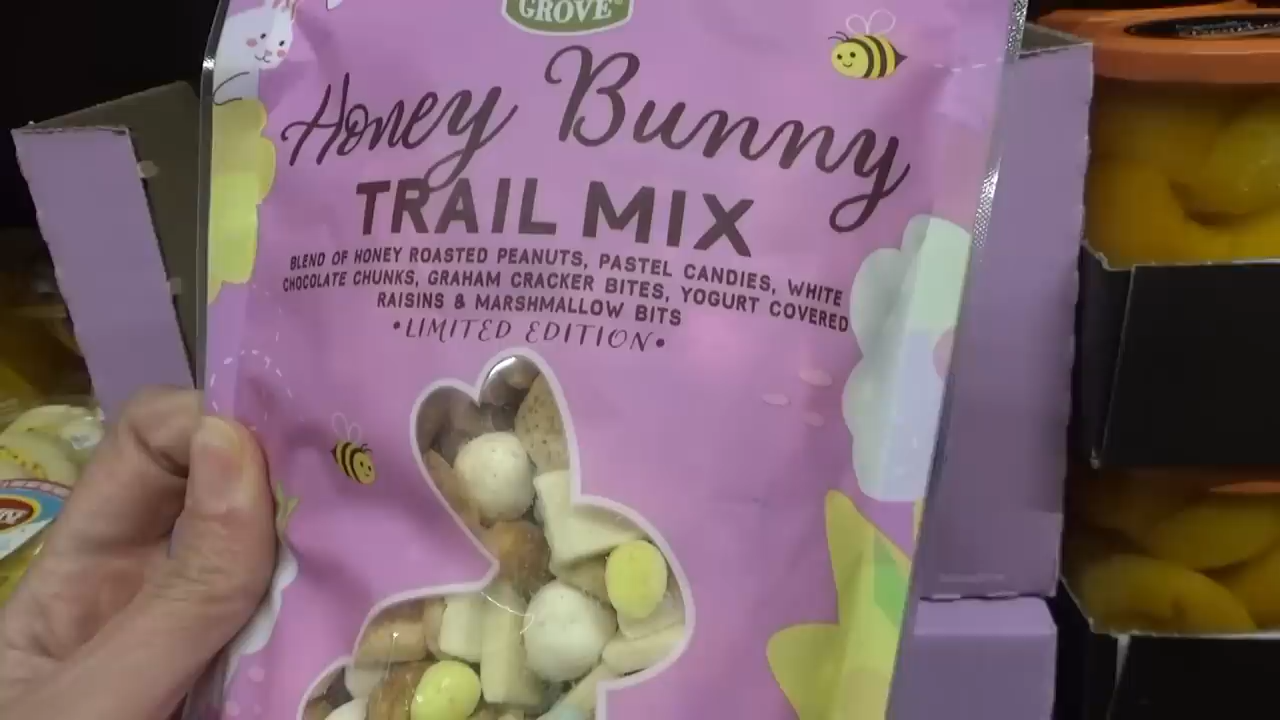 GROVE
Honey Bunny
TRAIL MIX
BLEND OF HONEY ROASTED PEANUTS, PASTEL CANDIES, WHITE
CHOCOLATE CHUNKS, GRAHAM CRACKER BITES, YOGURT COVERED
RAISINS & MARSHMALLOW BITS
•LIMITED EDITION•